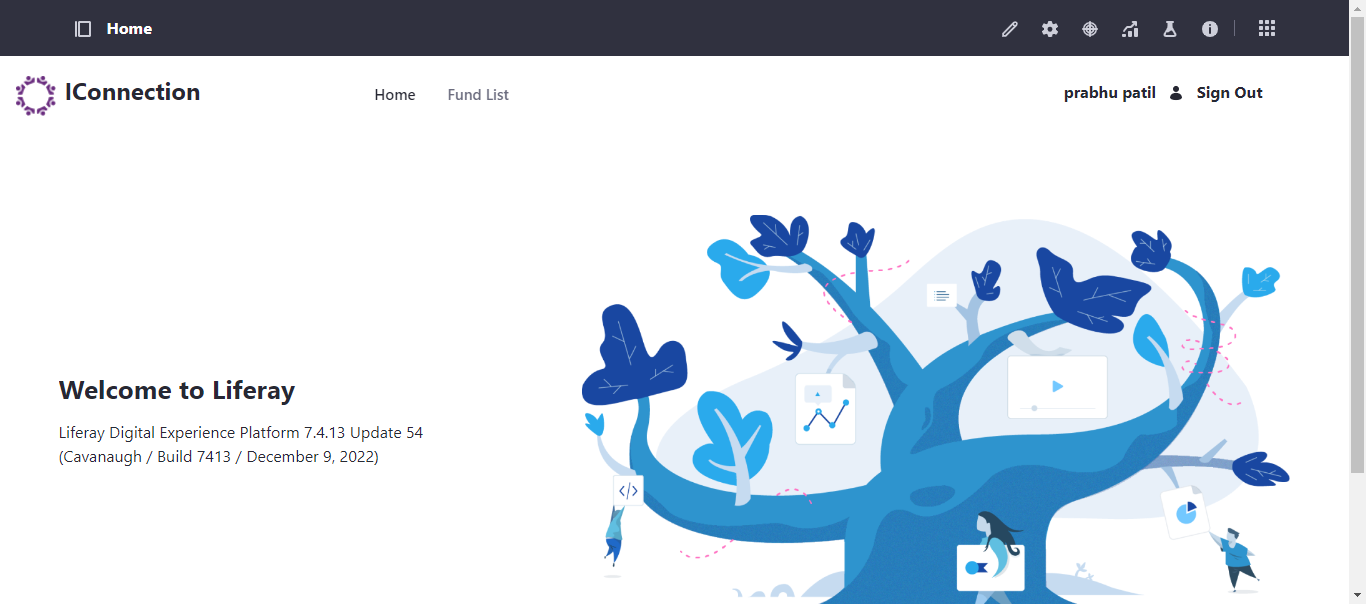 Home
IConnection
Home Fund List
prabhu patil Sign Out
Welcome to Liferay
Liferay Digital Experience Platform 7.4.13 Update 54
(Cavanaugh / Build 7413 / December 9, 2022)